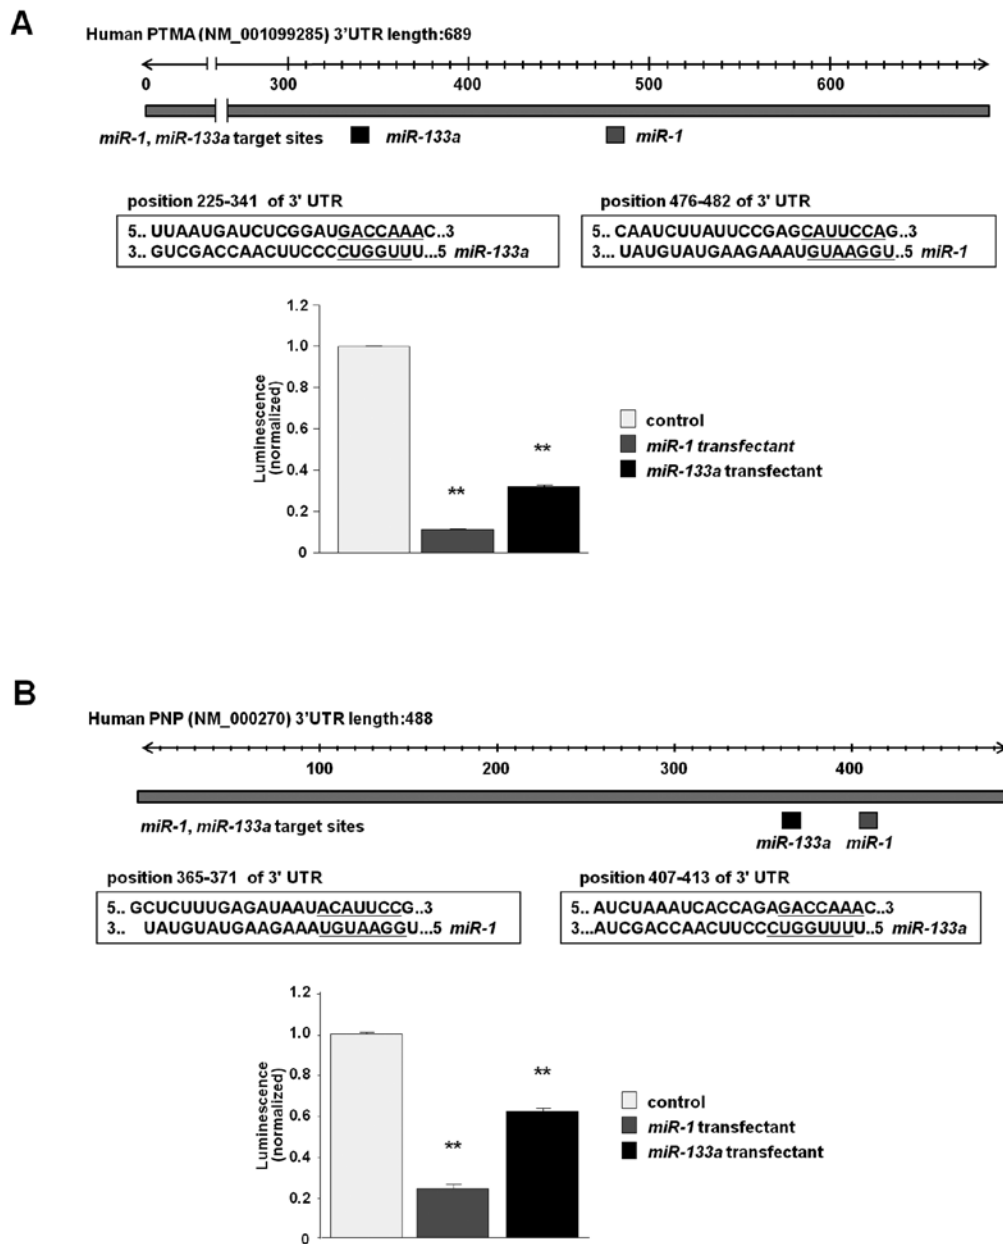 A
Human PTMA (NM_001099285) 3'UTR length:689
0 300 400 500 600
miR-1, miR-133a target sites miR-133a miR-1
position 225-341 of 3' UTR
5.. UUAAUGAUCUCGGAUGACCAAAC..3
3.. GUCGACCAACUUCCCCUGGUUU...5 miR-133a
position 476-482 of 3' UTR
5.. CAAUCUUAUUCCGAGCAUUCCAG..3
3... UAUGUAUGAAGAAAUGUAAGGU..5 miR-1
Luminescence
(normalized)
1.2
1.0
0.8
0.6
0.4
0.2
0
**
**
control
miR-1 transfectant
miR-133a transfectant
B
Human PNP (NM_000270) 3'UTR length:488
100 200 300 400
miR-1, miR-133a target sites
miR-133a miR-1
position 365-371 of 3' UTR
5.. GCUCUUUGAGAUAAUACAUUCCG..3
3.. UAUGUAUGAAGAAAUGUAAGGU...5 miR-1
position 407-413 of 3' UTR
5.. AUCUAAAUCACCAGAGACCAAAC..3
3...AUCGACCAACUUCCCCUGGUUUU..5 miR-133a
Luminescence
(normalized)
1.2
1.0
0.8
0.6
0.4
0.2
0
**
**
control
miR-1 transfectant
miR-133a transfectant